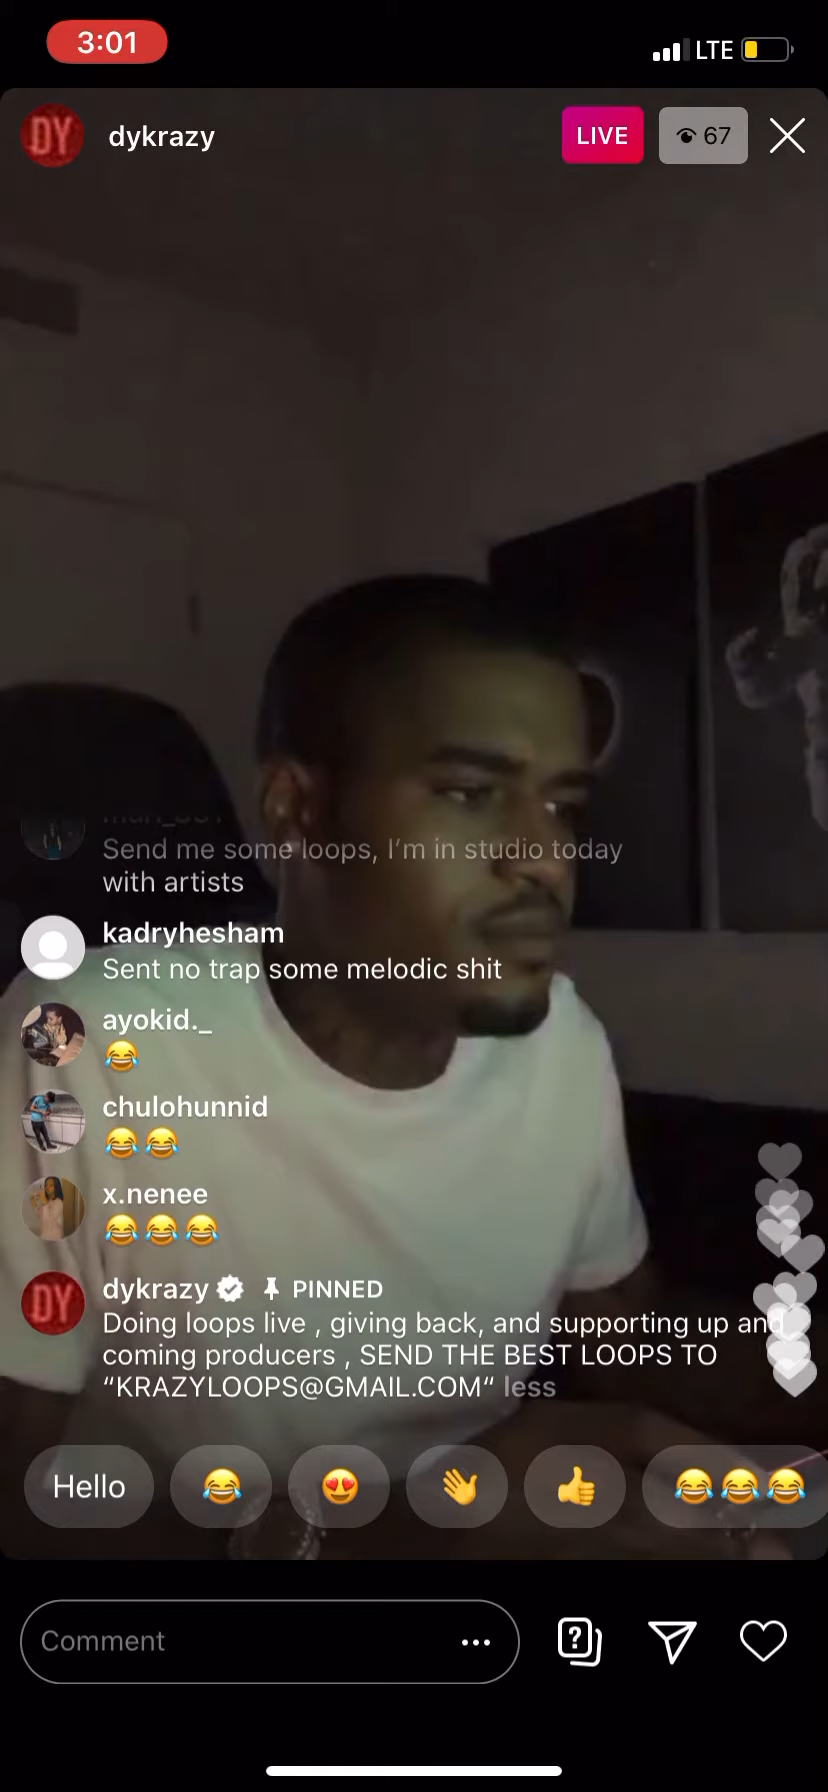 3:01
LTE
DY
dykrazy
LIVE
67
Send me some loops, I'm in studio today
with artists
kadryhesham
Sent no trap some melodic shit
ayokid._
😂
chulohunnid
😂😂
x.nenee
😂😂😂
DY
dykrazy PINNED
Doing loops live , giving back, and supporting up and
coming producers , SEND THE BEST LOOPS TO
“KRAZYLOOPS@GMAIL.COM“ less
Hello 😂 😍 👋 👍 😂😂😂
Comment